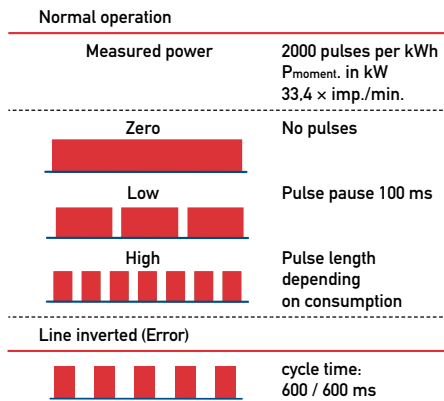 Normal operation
Measured power
2000 pulses per kWh
Pmoment. in kW
33,4 × imp./min.
Zero
No pulses
Low
Pulse pause 100 ms
High
Pulse length
depending
on consumption
Line inverted (Error)
cycle time:
600 / 600 ms